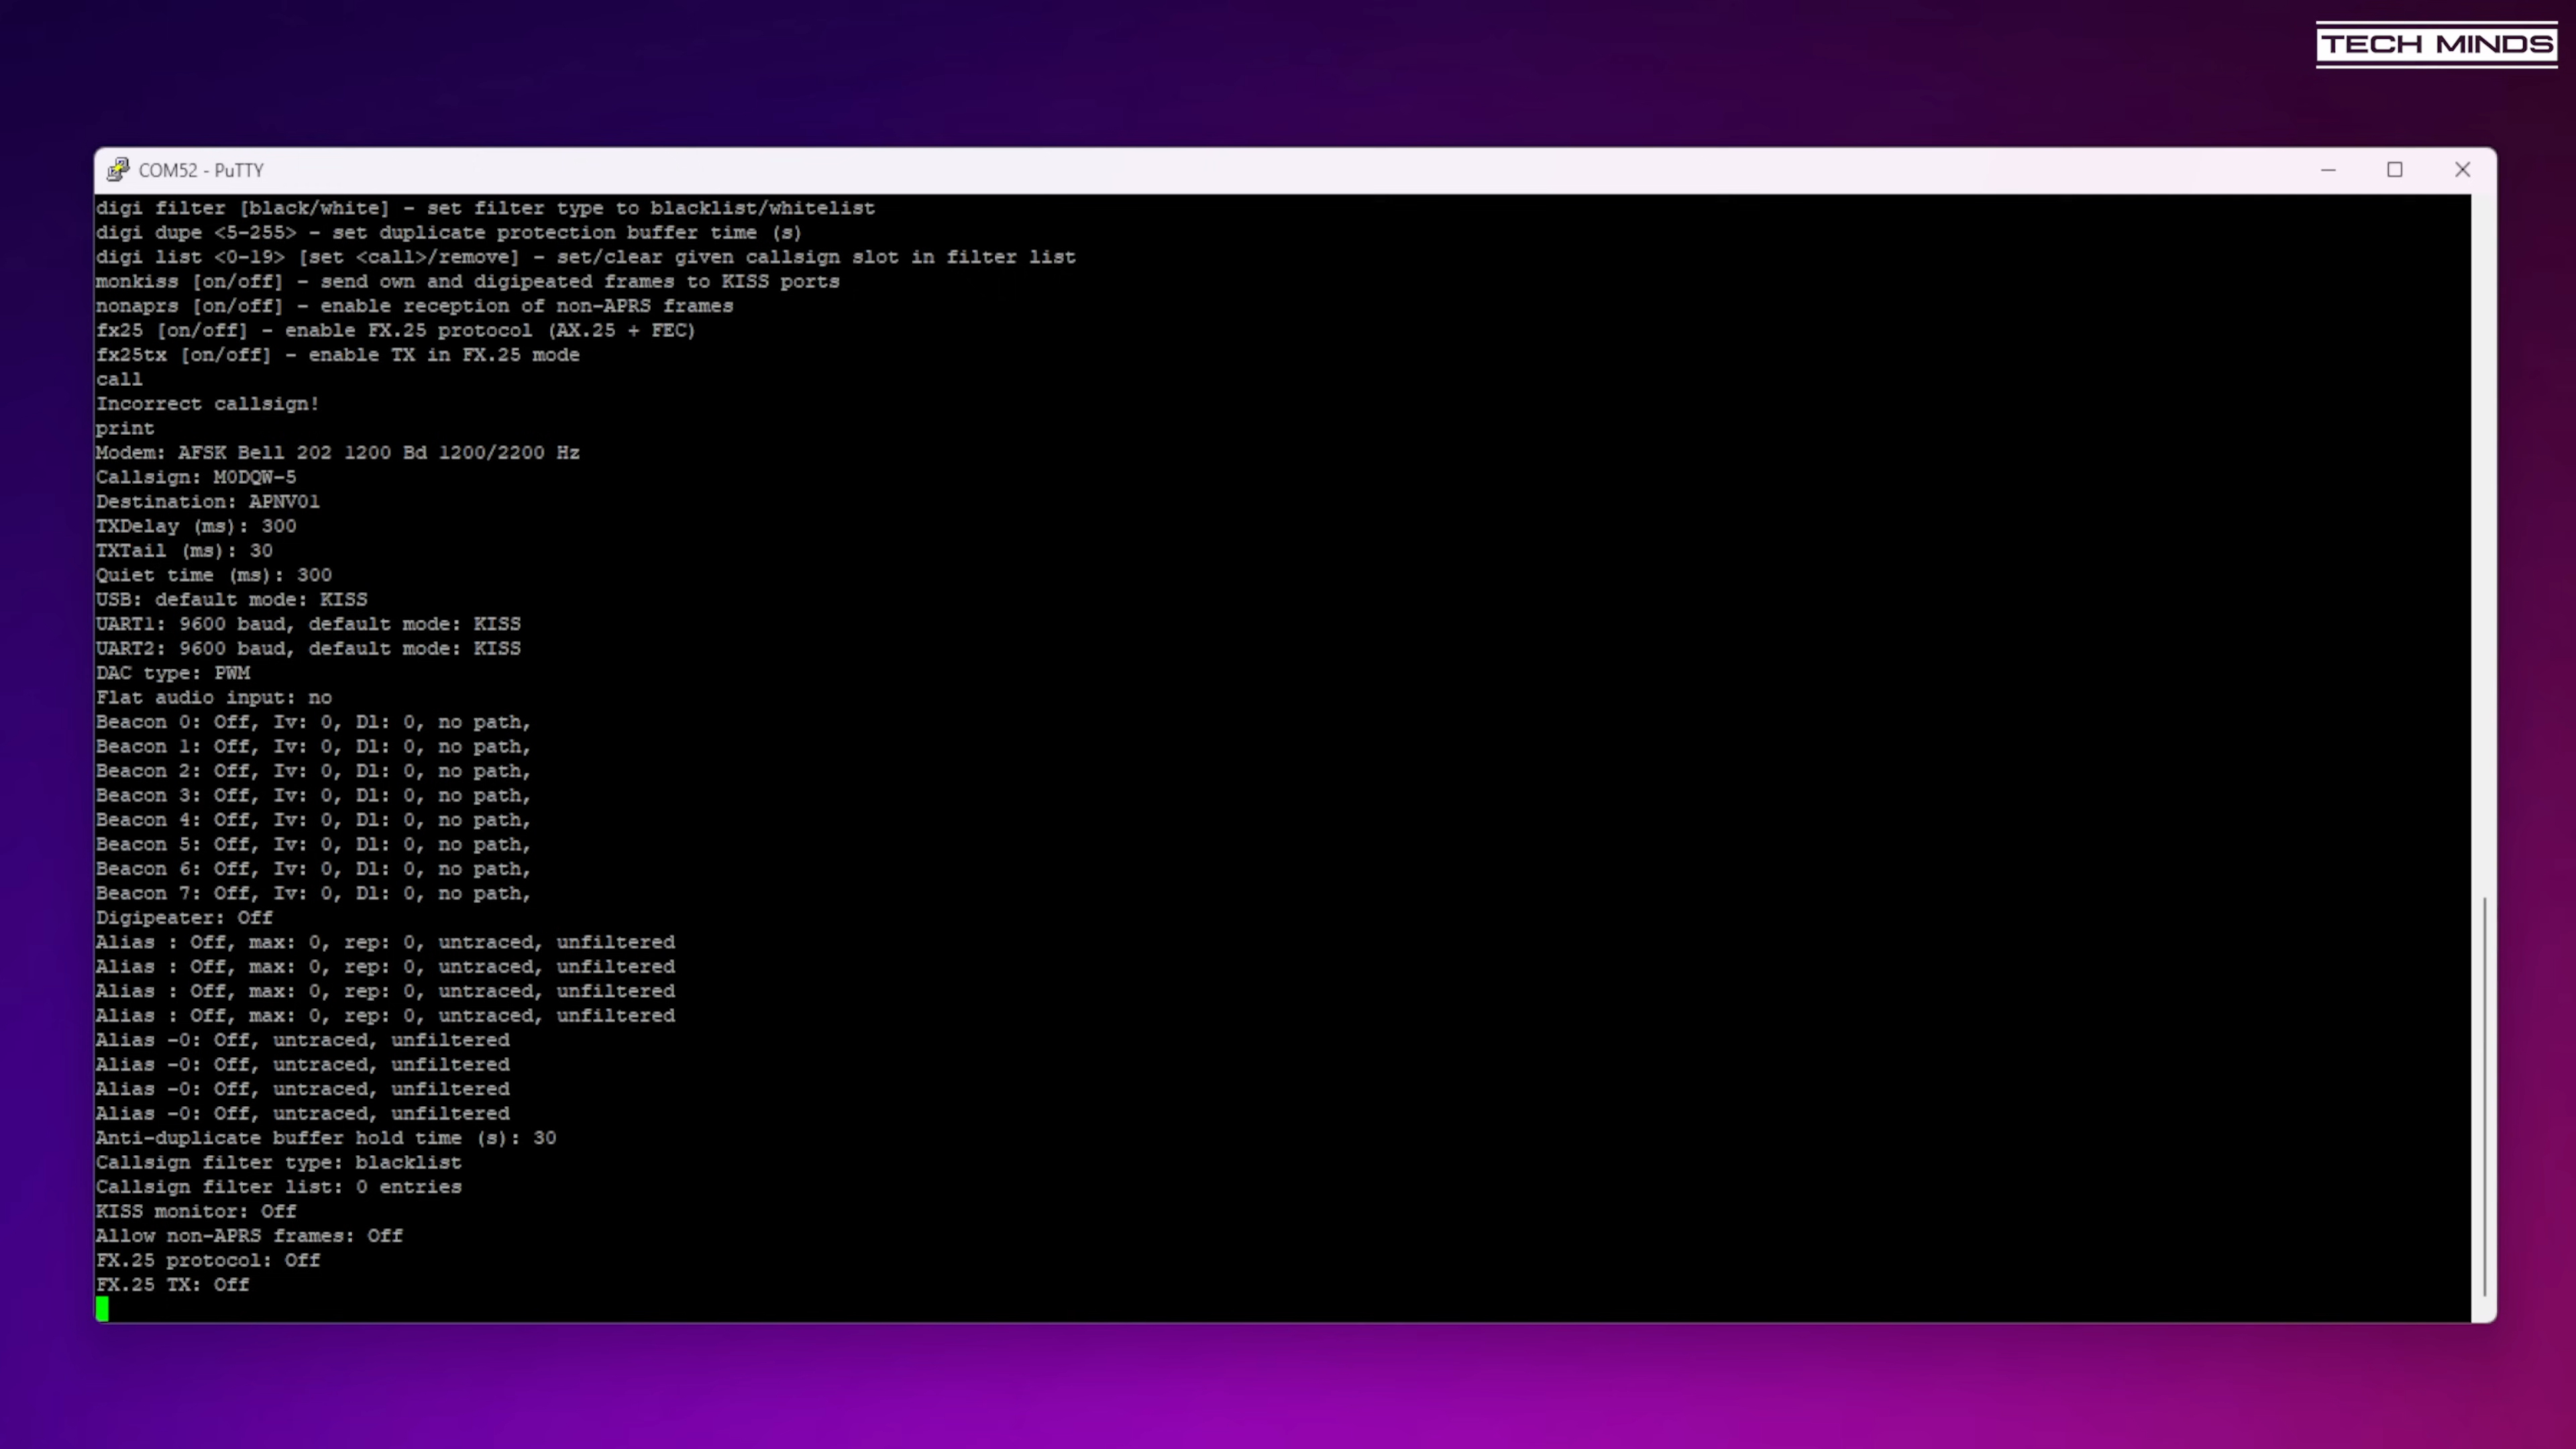 TECH MINDS
COM52 - PuTTY
digi filter [black/white] - set filter type to blacklist/whitelist
digi dupe <5-255> - set duplicate protection buffer time (s)
digi list <0-19> [set <call>/remove] - set/clear given callsign slot in filter list
monkiss [on/off] - send own and digipeated frames to KISS ports
nonaprs [on/off] - enable reception of non-APRS frames
fx25 [on/off] - enable FX.25 protocol (AX.25 + FEC)
fx25tx [on/off] - enable TX in FX.25 mode
call
Incorrect callsign!
print
Modem: AFSK Bell 202 1200 Bd 1200/2200 Hz
Callsign: M0DQW-5
Destination: APNV01
TXDelay (ms): 300
TXTail (ms): 30
Quiet time (ms): 300
USB: default mode: KISS
UART1: 9600 baud, default mode: KISS
UART2: 9600 baud, default mode: KISS
DAC type: PWM
Flat audio input: no
Beacon 0: Off, Iv: 0, Dl: 0, no path,
Beacon 1: Off, Iv: 0, Dl: 0, no path,
Beacon 2: Off, Iv: 0, Dl: 0, no path,
Beacon 3: Off, Iv: 0, Dl: 0, no path,
Beacon 4: Off, Iv: 0, Dl: 0, no path,
Beacon 5: Off, Iv: 0, Dl: 0, no path,
Beacon 6: Off, Iv: 0, Dl: 0, no path,
Beacon 7: Off, Iv: 0, Dl: 0, no path,
Digipeater: Off
Alias : Off, max: 0, rep: 0, untraced, unfiltered
Alias : Off, max: 0, rep: 0, untraced, unfiltered
Alias : Off, max: 0, rep: 0, untraced, unfiltered
Alias : Off, max: 0, rep: 0, untraced, unfiltered
Alias -0: Off, untraced, unfiltered
Alias -0: Off, untraced, unfiltered
Alias -0: Off, untraced, unfiltered
Alias -0: Off, untraced, unfiltered
Anti-duplicate buffer hold time (s): 30
Callsign filter type: blacklist
Callsign filter list: 0 entries
KISS monitor: Off
Allow non-APRS frames: Off
FX.25 protocol: Off
FX.25 TX: Off